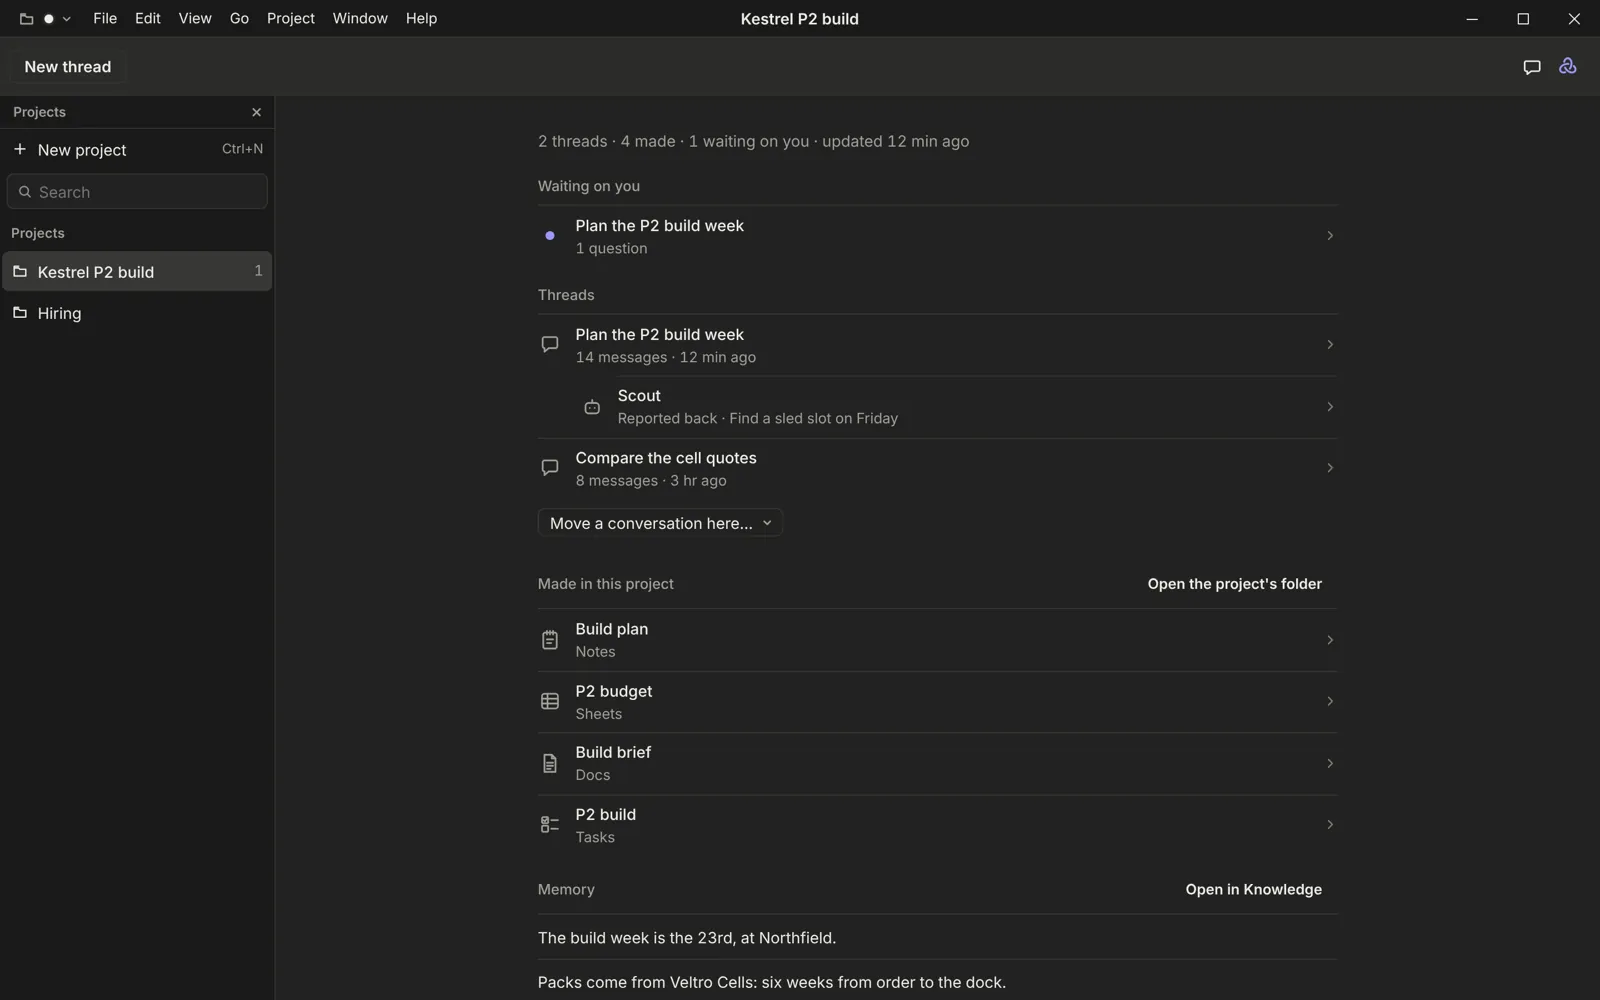 File Edit View Go Project Window Help
Kestrel P2 build
New thread
Projects
New project Ctrl+N
Search
Projects
Kestrel P2 build 1
Hiring
2 threads · 4 made · 1 waiting on you · updated 12 min ago
Waiting on you
Plan the P2 build week
1 question
Threads
Plan the P2 build week
14 messages · 12 min ago
Scout
Reported back · Find a sled slot on Friday
Compare the cell quotes
8 messages · 3 hr ago
Move a conversation here...
Made in this project Open the project's folder
Build plan
Notes
P2 budget
Sheets
Build brief
Docs
P2 build
Tasks
Memory Open in Knowledge
The build week is the 23rd, at Northfield.
Packs come from Veltro Cells: six weeks from order to the dock.